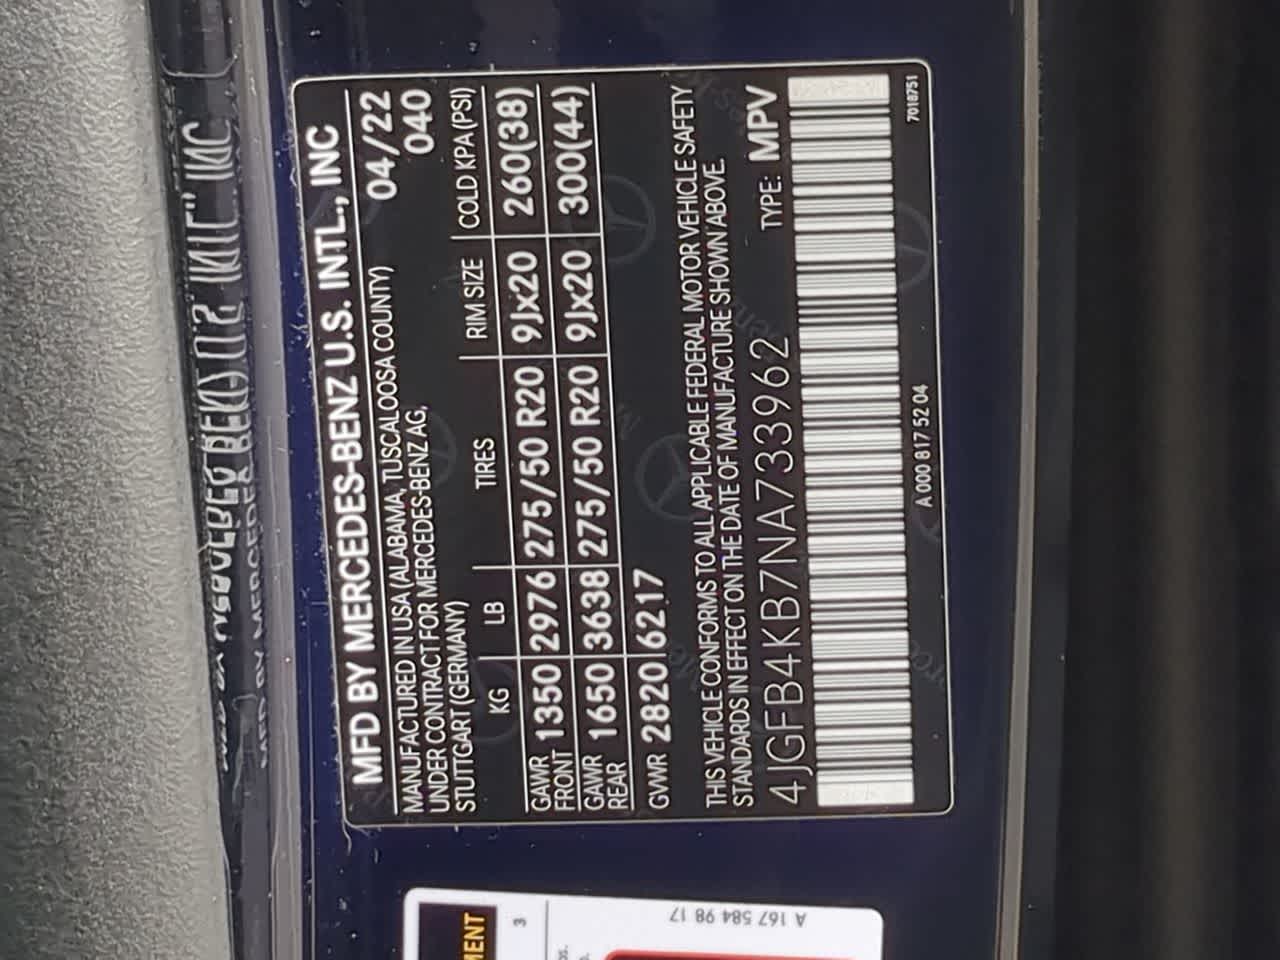 MFD BY MERCEDES-BENZ U.S. INTL., INC
MANUFACTURED IN USA (ALABAMA, TUSCALOOSA COUNTY) 04/22
UNDER CONTRACT FOR MERCEDES-BENZ AG, 040
STUTTGART (GERMANY)
KG LB TIRES RIM SIZE COLD KPA (PSI)
GAWR FRONT 1350 2976 275/50 R20 9Jx20 260(38)
GAWR REAR 1650 3638 275/50 R20 9Jx20 300(44)
GVWR 2820 6217
THIS VEHICLE CONFORMS TO ALL APPLICABLE FEDERAL MOTOR VEHICLE SAFETY
STANDARDS IN EFFECT ON THE DATE OF MANUFACTURE SHOWN ABOVE.
4JGFB4KB7NA733962 TYPE: MPV
A 000 817 52 04 7018751
MENT
3
A 167 584 98 17